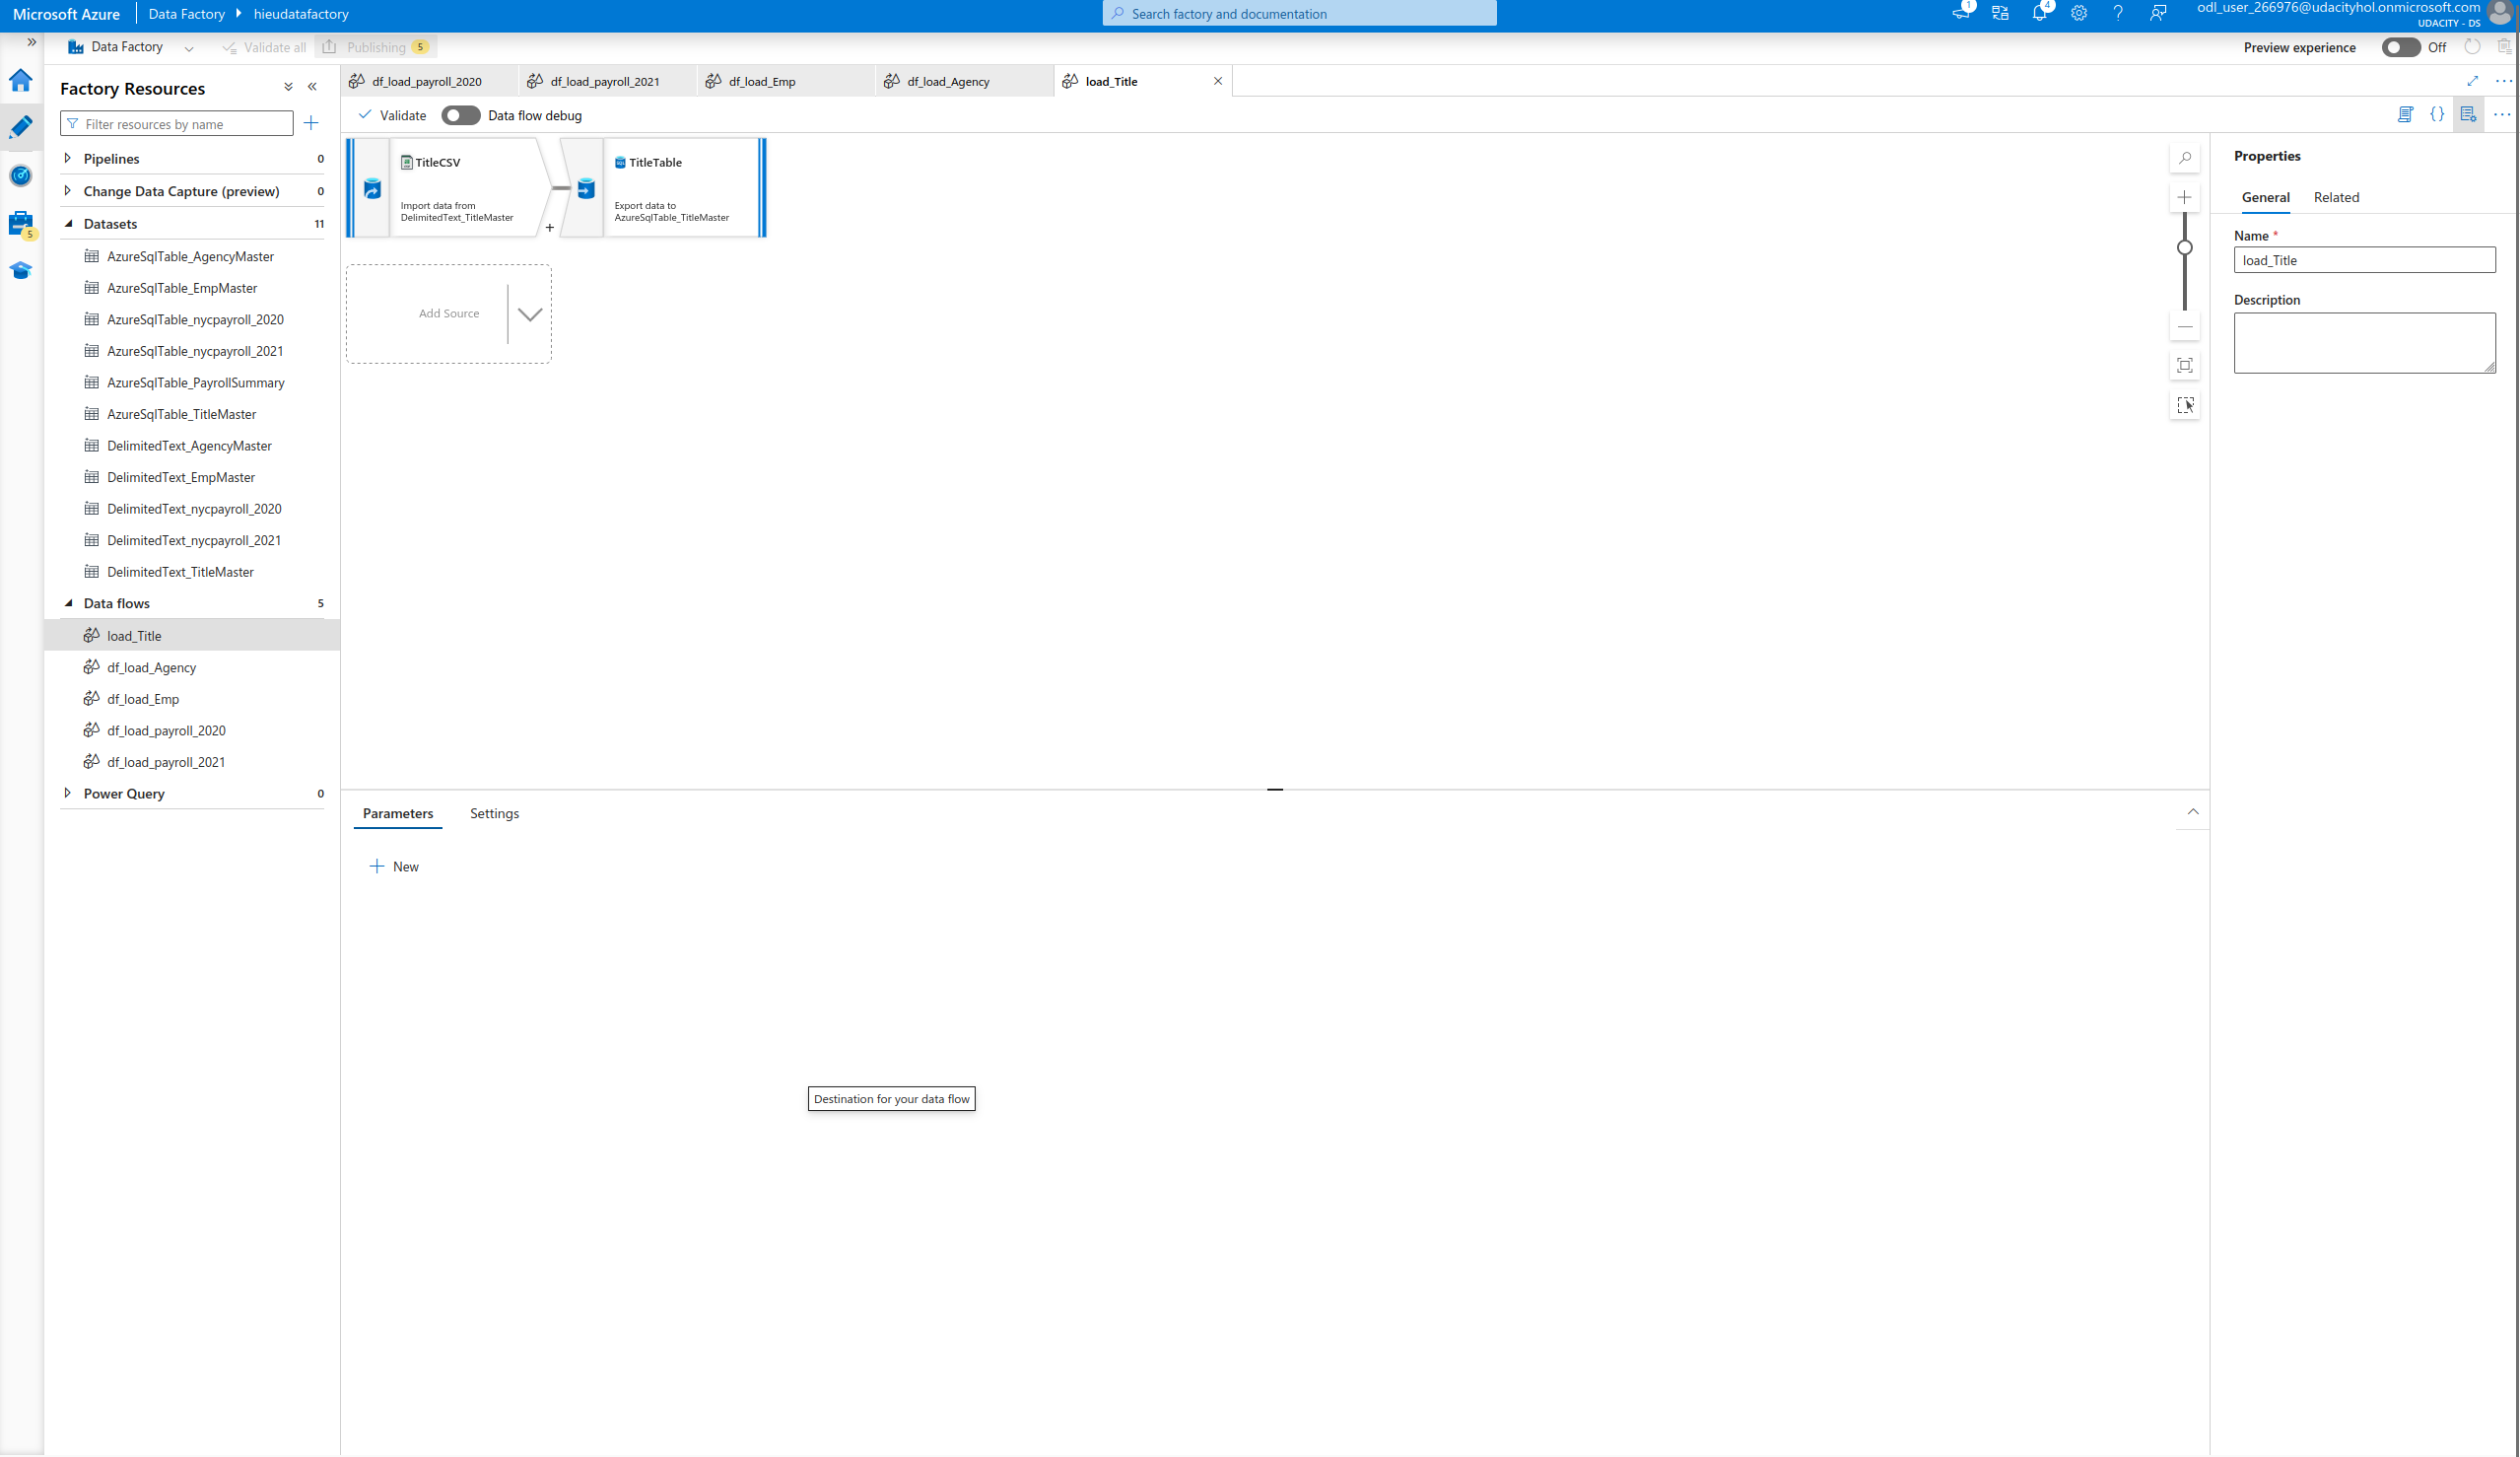 Microsoft Azure
Data Factory
hieudatafactory
Search factory and documentation
1
4
odl_user_266976@udacityhol.onmicrosoft.com
UDACITY - DS
Data Factory
Validate all
Publishing
5
Preview experience
Off
Factory Resources
Filter resources by name
Pipelines
0
Change Data Capture (preview)
0
Datasets
11
AzureSqlTable_AgencyMaster
AzureSqlTable_EmpMaster
AzureSqlTable_nycpayroll_2020
AzureSqlTable_nycpayroll_2021
AzureSqlTable_PayrollSummary
AzureSqlTable_TitleMaster
DelimitedText_AgencyMaster
DelimitedText_EmpMaster
DelimitedText_nycpayroll_2020
DelimitedText_nycpayroll_2021
DelimitedText_TitleMaster
Data flows
5
load_Title
df_load_Agency
df_load_Emp
df_load_payroll_2020
df_load_payroll_2021
Power Query
0
5
df_load_payroll_2020
df_load_payroll_2021
df_load_Emp
df_load_Agency
load_Title
Validate
Data flow debug
TitleCSV
Import data from
DelimitedText_TitleMaster
TitleTable
Export data to
AzureSqlTable_TitleMaster
Add Source
Parameters
Settings
New
Destination for your data flow
Properties
General
Related
Name *
load_Title
Description